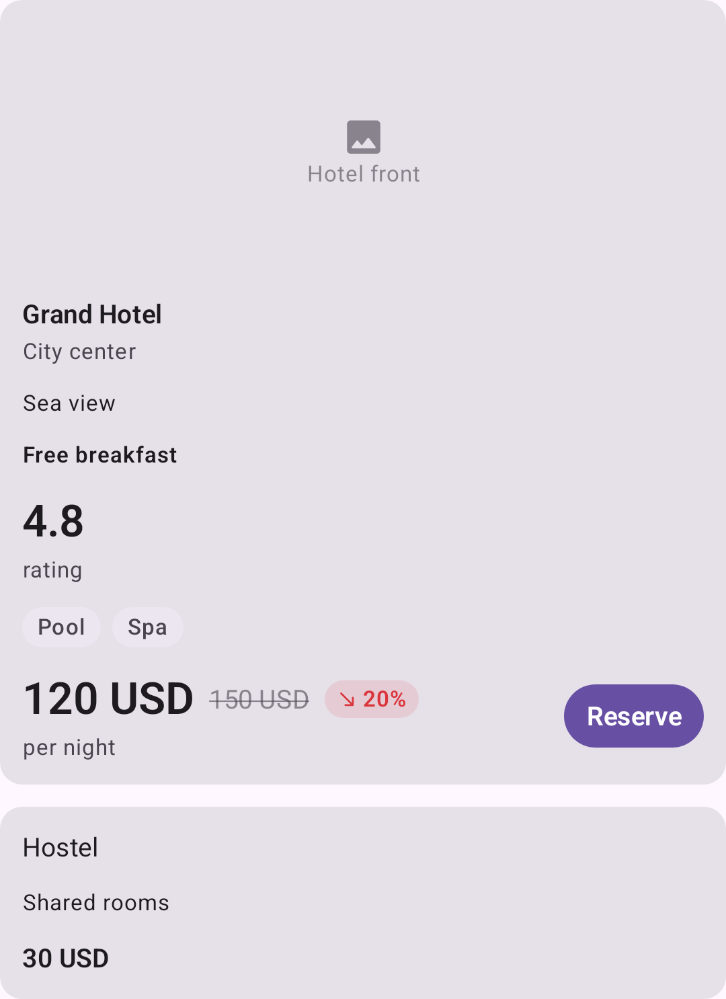 Hotel front
Grand Hotel
City center
Sea view
Free breakfast
4.8
rating
Pool Spa
120 USD 150 USD ↘ 20%
Reserve
per night
Hostel
Shared rooms
30 USD